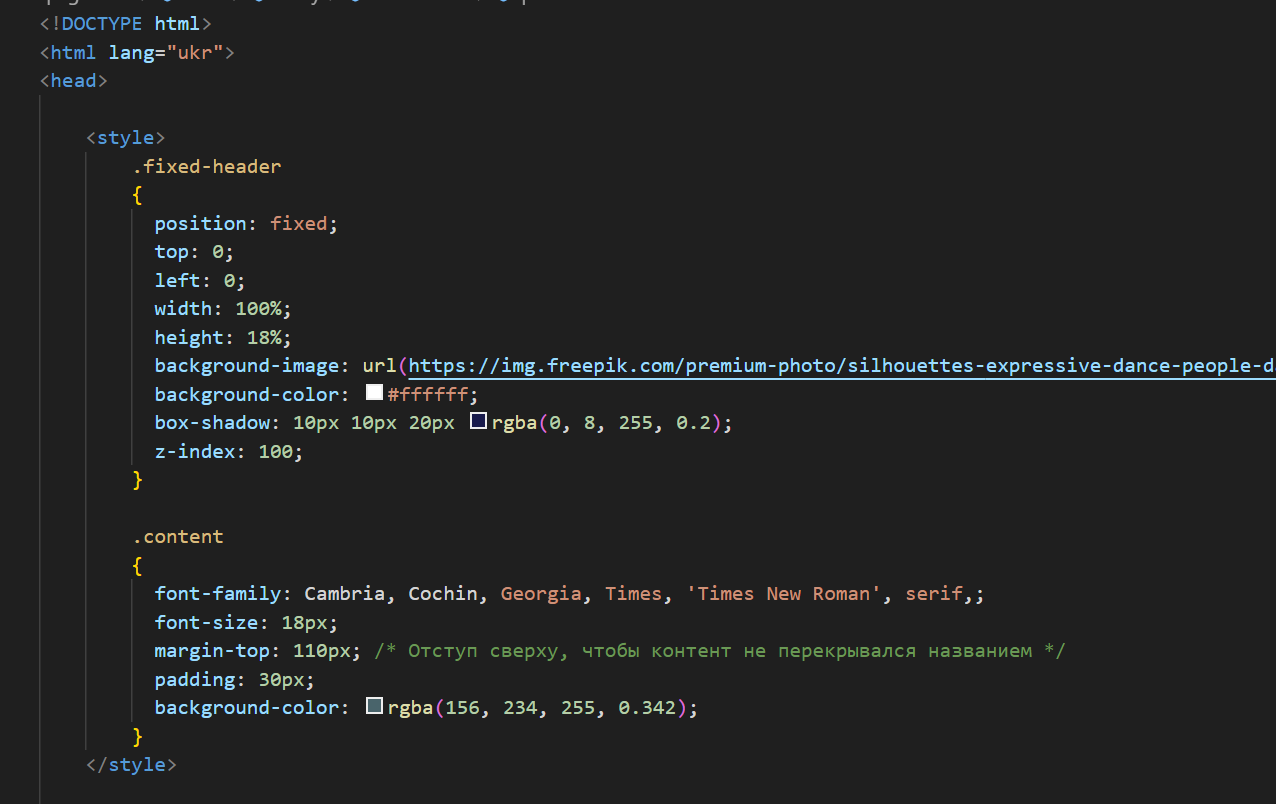 <!DOCTYPE html>
<html lang="ukr">
<head>
<style>
.fixed-header
{
position: fixed;
top: 0;
left: 0;
width: 100%;
height: 18%;
background-image: url(https://img.freepik.com/premium-photo/silhouettes-expressive-dance-people-d
background-color: #ffffff;
box-shadow: 10px 10px 20px rgba(0, 8, 255, 0.2);
z-index: 100;
}
.content
{
font-family: Cambria, Cochin, Georgia, Times, 'Times New Roman', serif,;
font-size: 18px;
margin-top: 110px; /* Отступ сверху, чтобы контент не перекрывался названием */
padding: 30px;
background-color: rgba(156, 234, 255, 0.342);
}
</style>